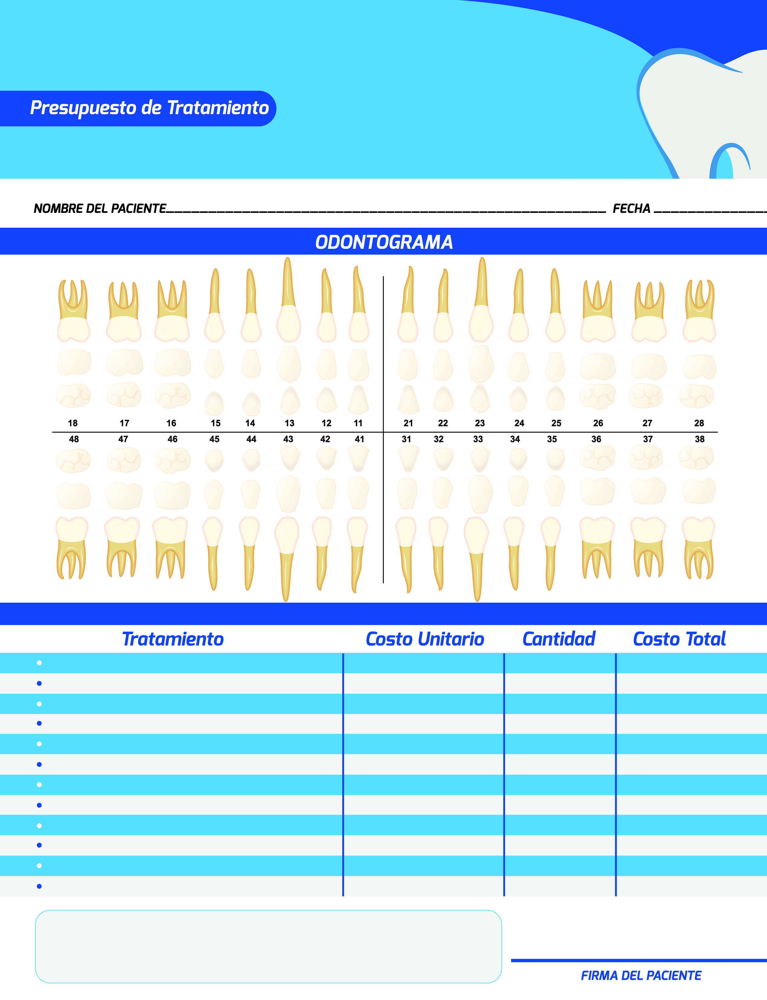 Presupuesto de Tratamiento
NOMBRE DEL PACIENTE FECHA
ODONTOGRAMA
18 17 16 15 14 13 12 11 21 22 23 24 25 26 27 28
48 47 46 45 44 43 42 41 31 32 33 34 35 36 37 38
Tratamiento Costo Unitario Cantidad Costo Total
FIRMA DEL PACIENTE